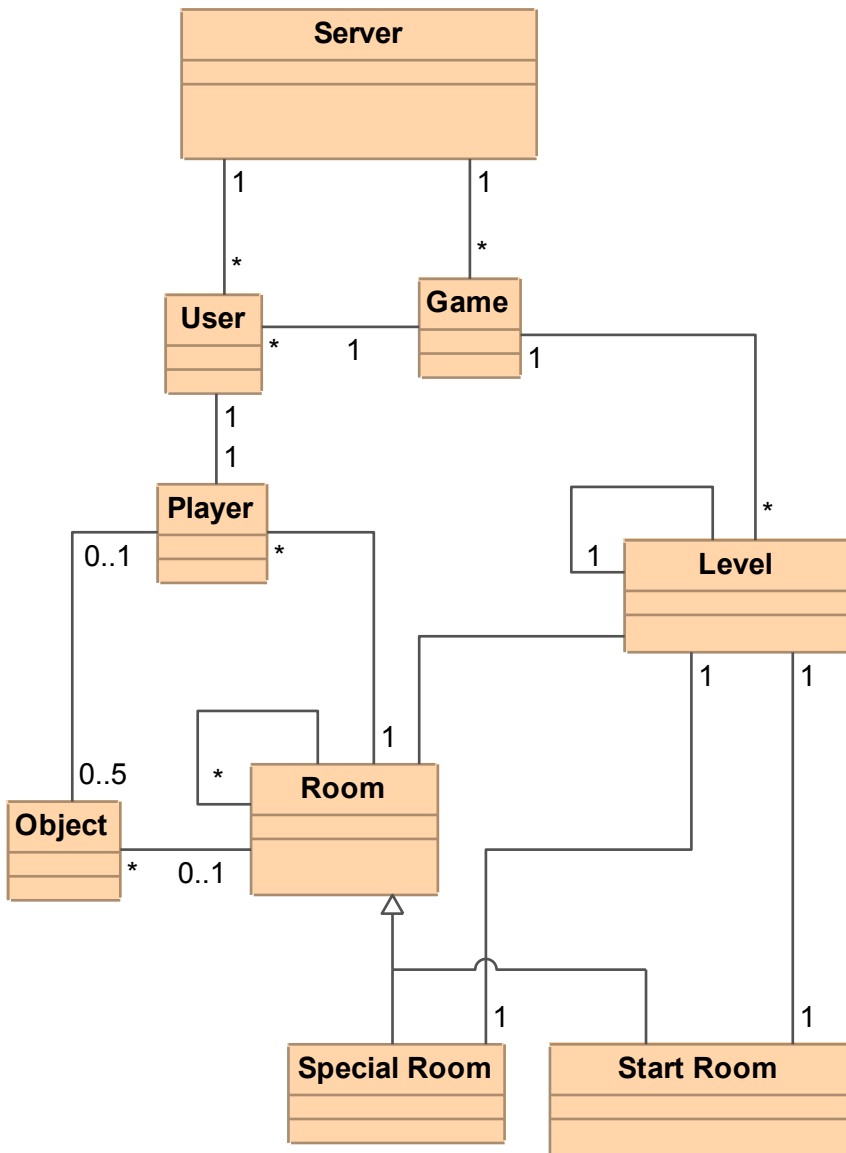 Server
1 1
* *
User Game
* 1 1
1
1
Player
0..1 *
*
1 Level
1 1
1
* Room
0..5
Object
* 0..1
1 1
Special Room Start Room